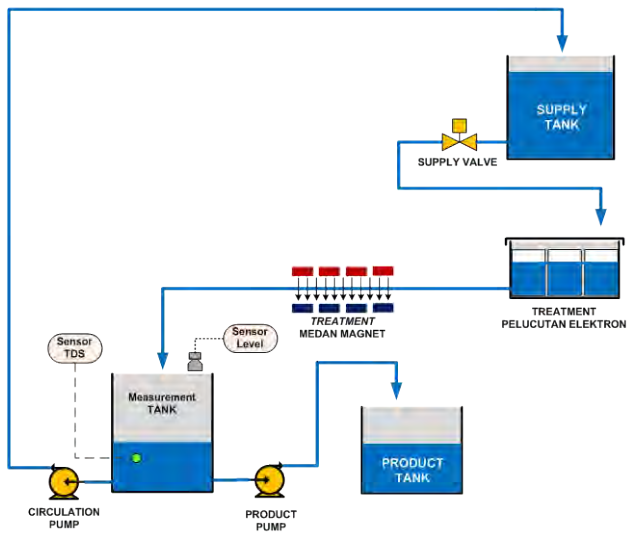 SUPPLY
TANK
SUPPLY VALVE
TREATMENT
PELUCUTAN ELEKTRON
TREATMENT
MEDAN MAGNET
Sensor
Level
Sensor
TDS
Measurement
TANK
PRODUCT
TANK
CIRCULATION
PUMP
PRODUCT
PUMP